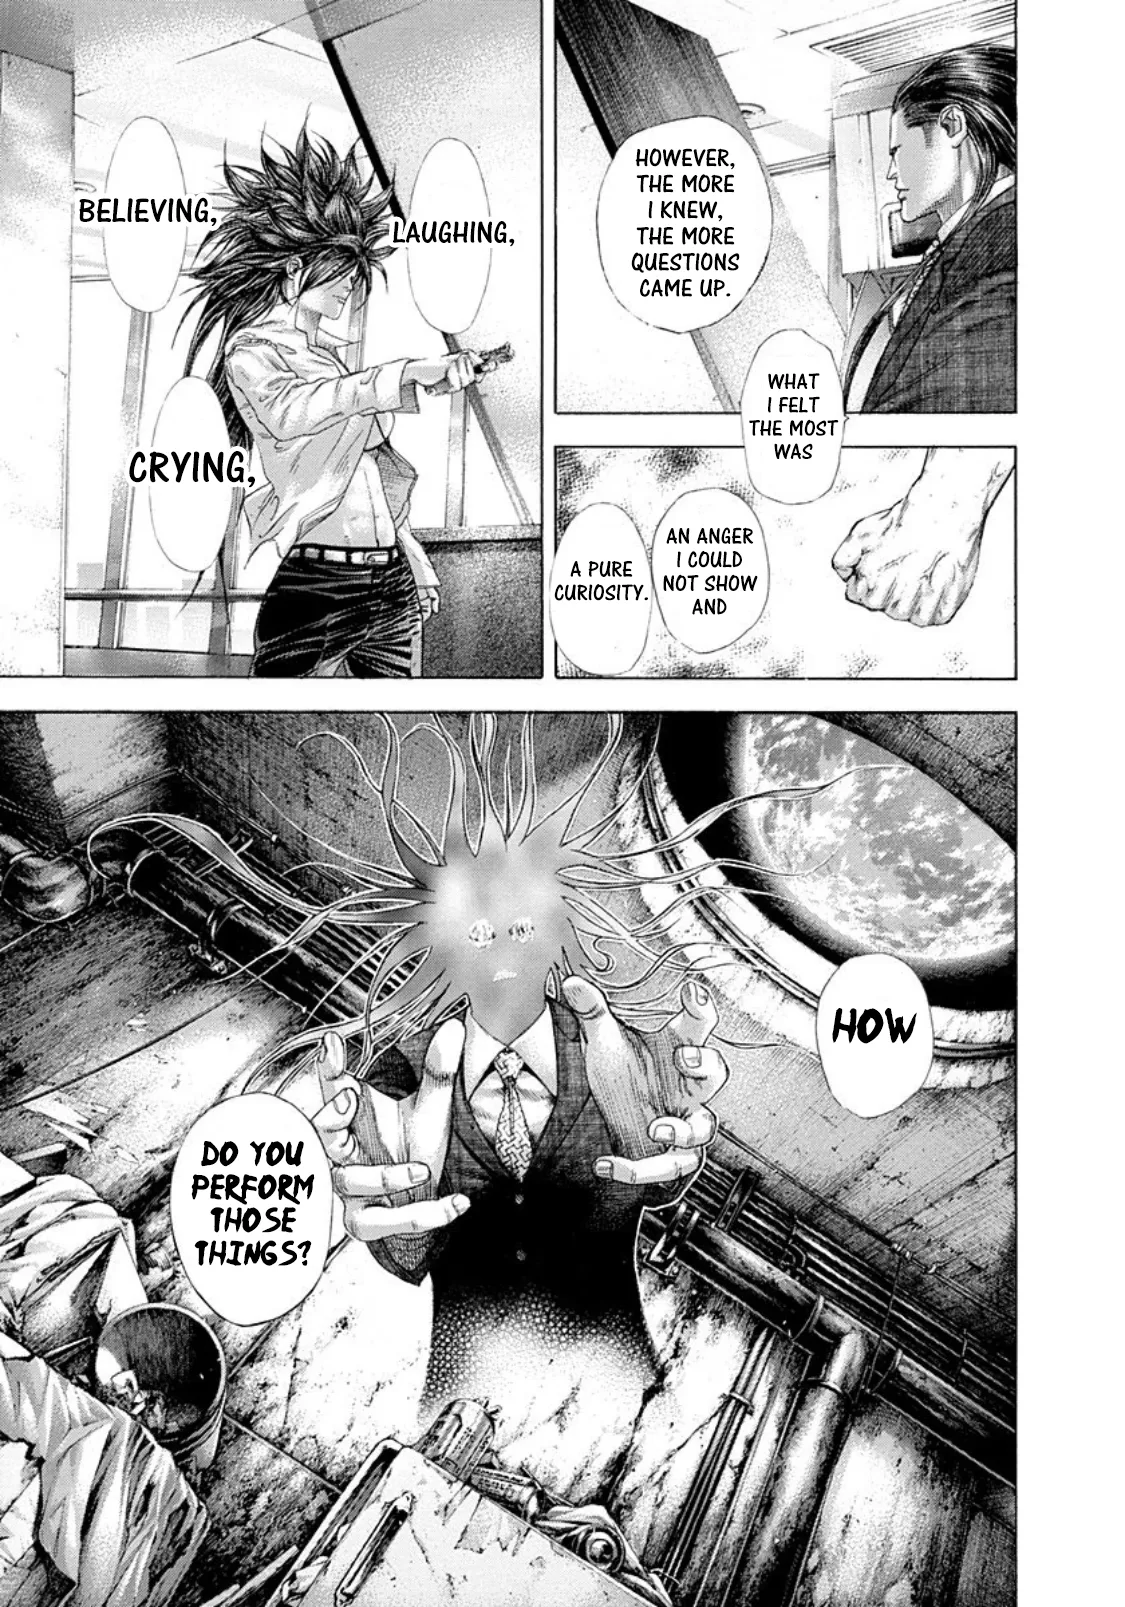 HOWEVER,
THE MORE
I KNEW,
THE MORE
QUESTIONS
CAME UP.
WHAT
I FELT
THE MOST
WAS
AN ANGER
I COULD
NOT SHOW
AND
A PURE
CURIOSITY.
LAUGHING,
BELIEVING,
CRYING,
HOW
DO YOU
PERFORM
THOSE
THINGS?